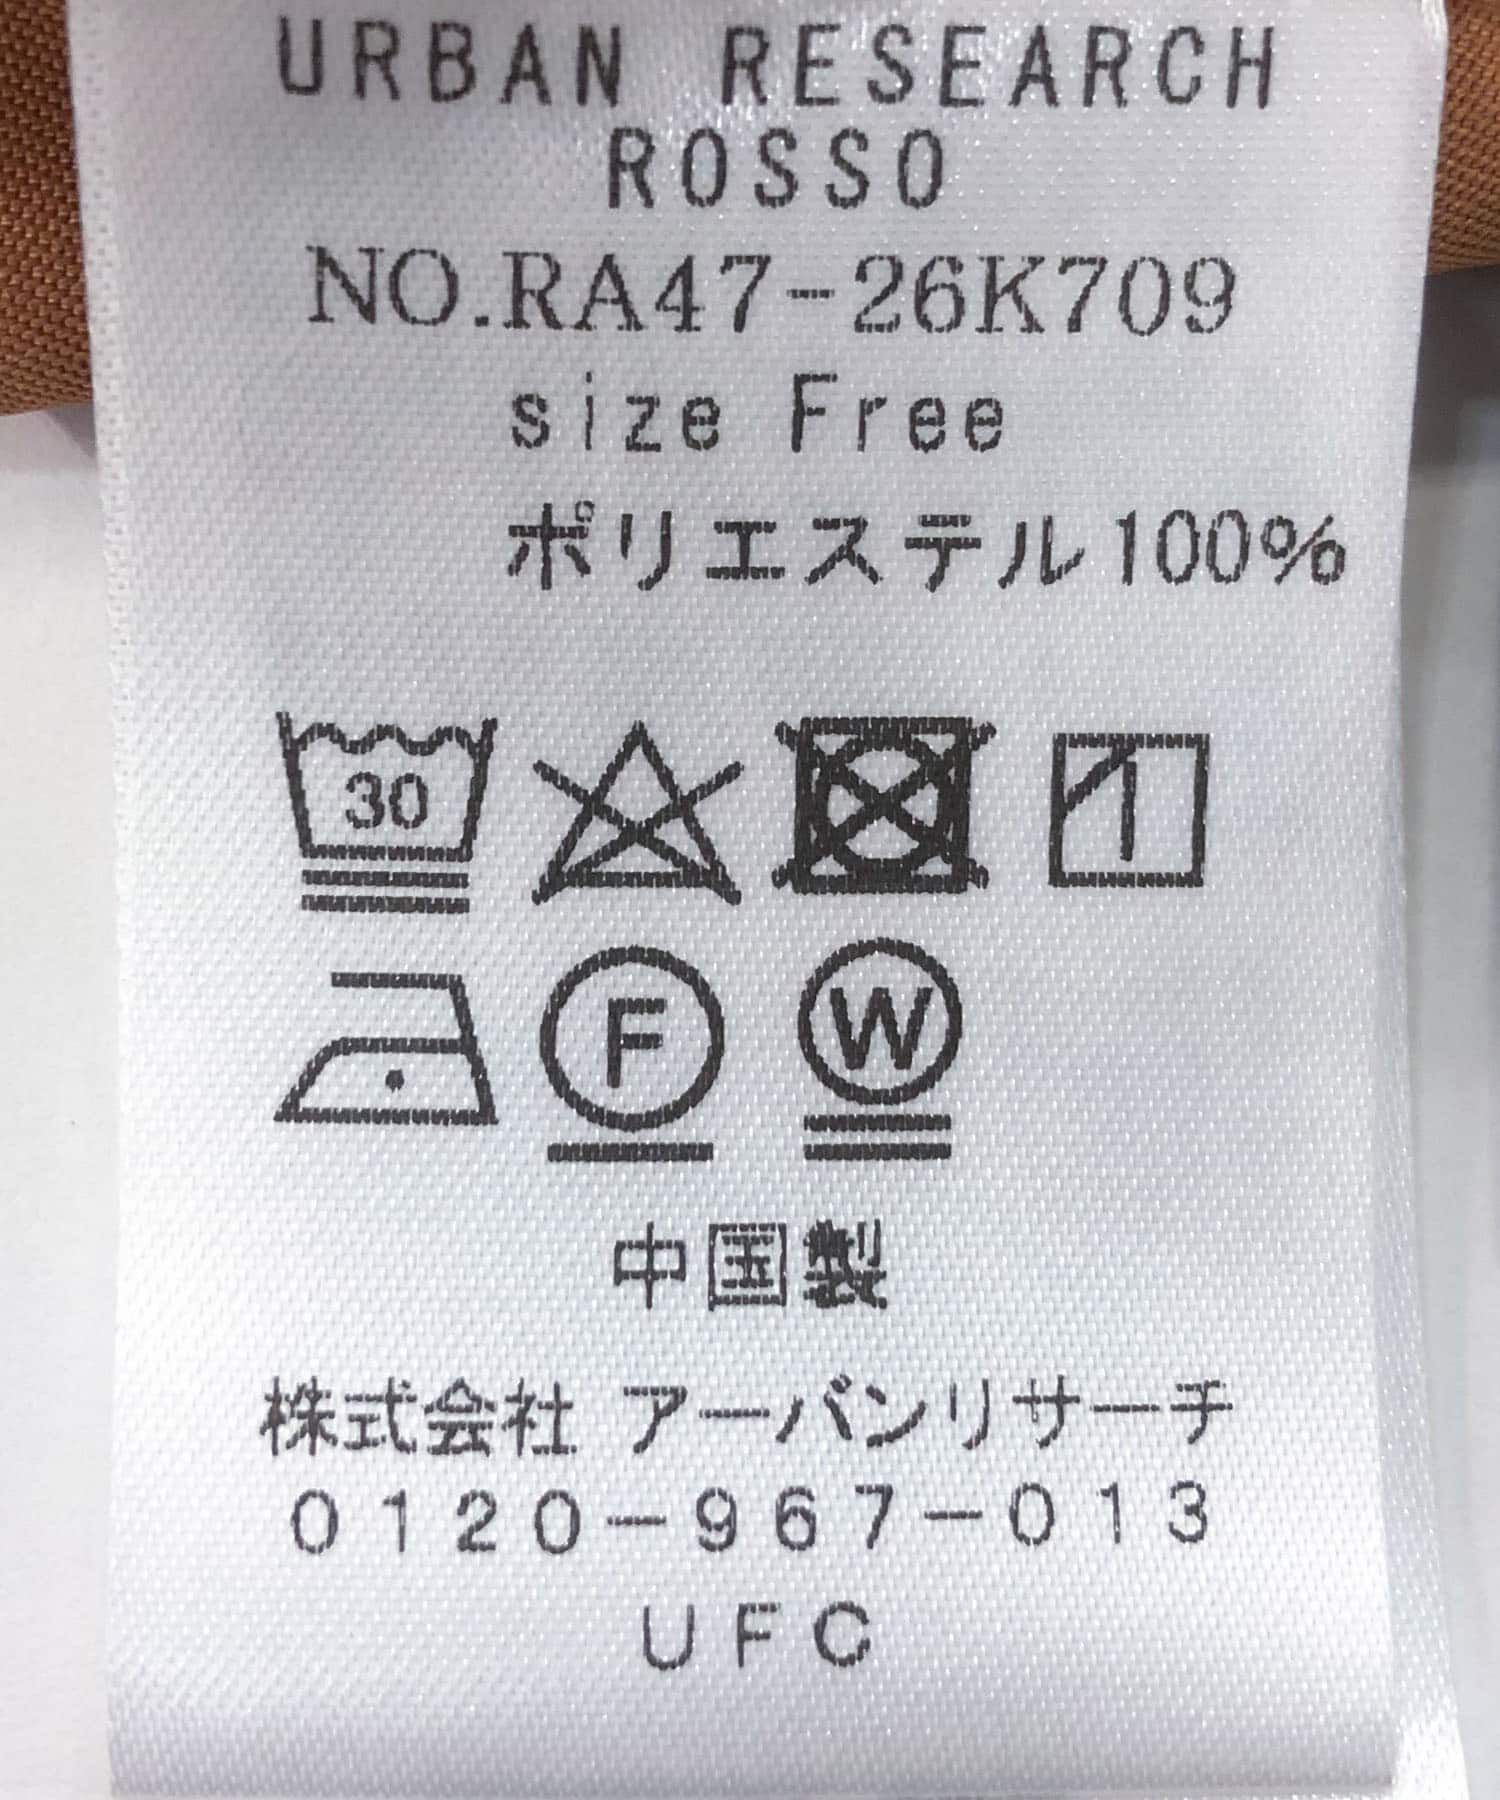 URBAN RESEARCH
ROSSO
NO.RA47-26K709
size Free
ポリエステル100%
30
F W
中国製
株式会社 アーバンリサーチ
0120-967-013
UFC